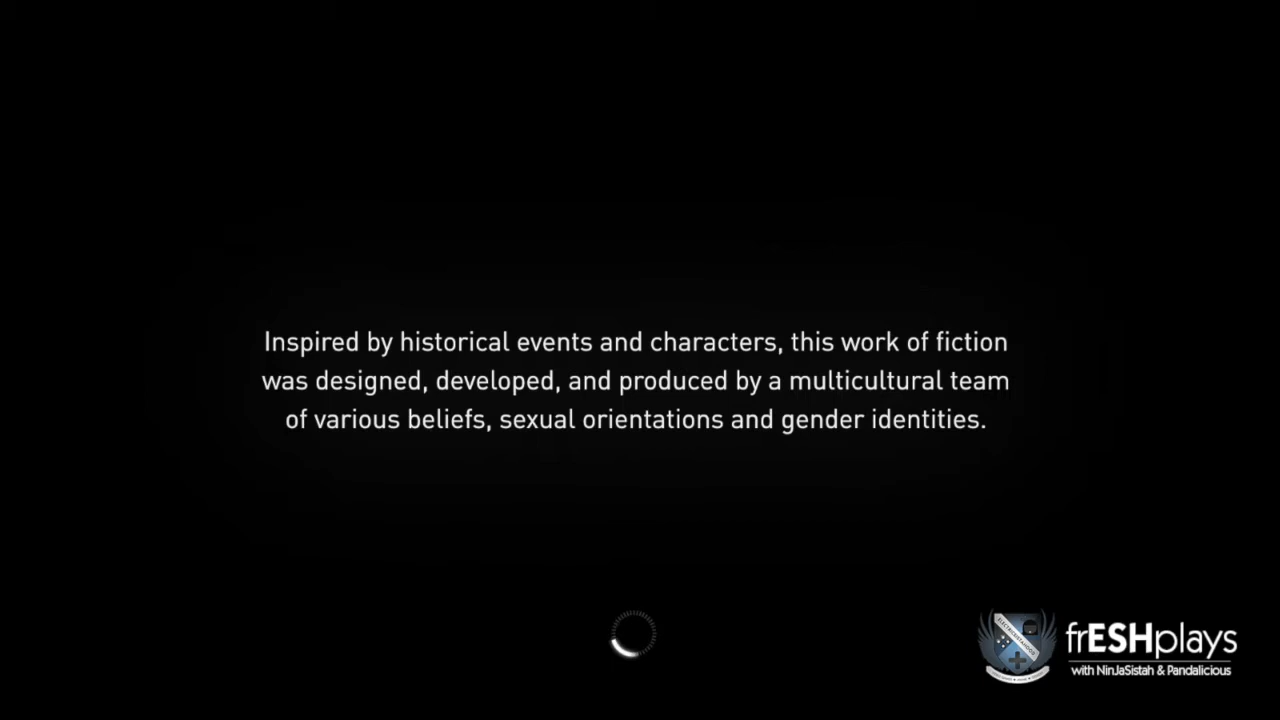 Inspired by historical events and characters, this work of fiction
was designed, developed, and produced by a multicultural team
of various beliefs, sexual orientations and gender identities.
ELECTRICSISTAHOOD
frESHplays
with NinJaSistah & Pandalicious